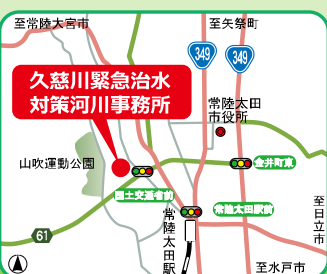 至常陸大宮市
至矢祭町
349
349
久慈川緊急治水
対策河川事務所
常陸太田
市役所
山吹運動公園
金井町東
国土交通省前
常陸太田駅前
61
常陸太田駅
至日立市
至水戸市